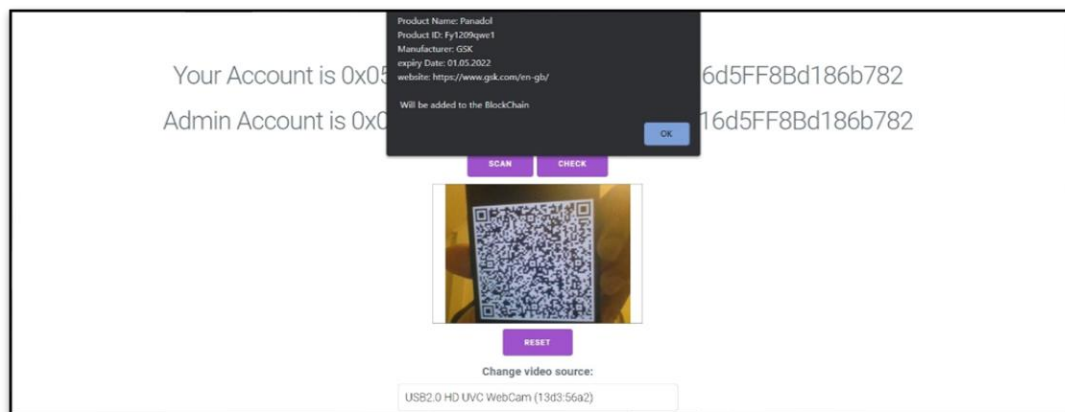 Product Name: Panadol
Product ID: Fy1209qwe1
Manufacturer: GSK
expiry Date: 01.05.2022
website: https://www.gsk.com/en-gb/
Will be added to the BlockChain
OK
Your Account is 0x05 6d5FF8Bd186b782
Admin Account is 0x0 16d5FF8Bd186b782
SCAN CHECK
RESET
Change video source:
USB2.0 HD UVC WebCam (13d3:56a2)